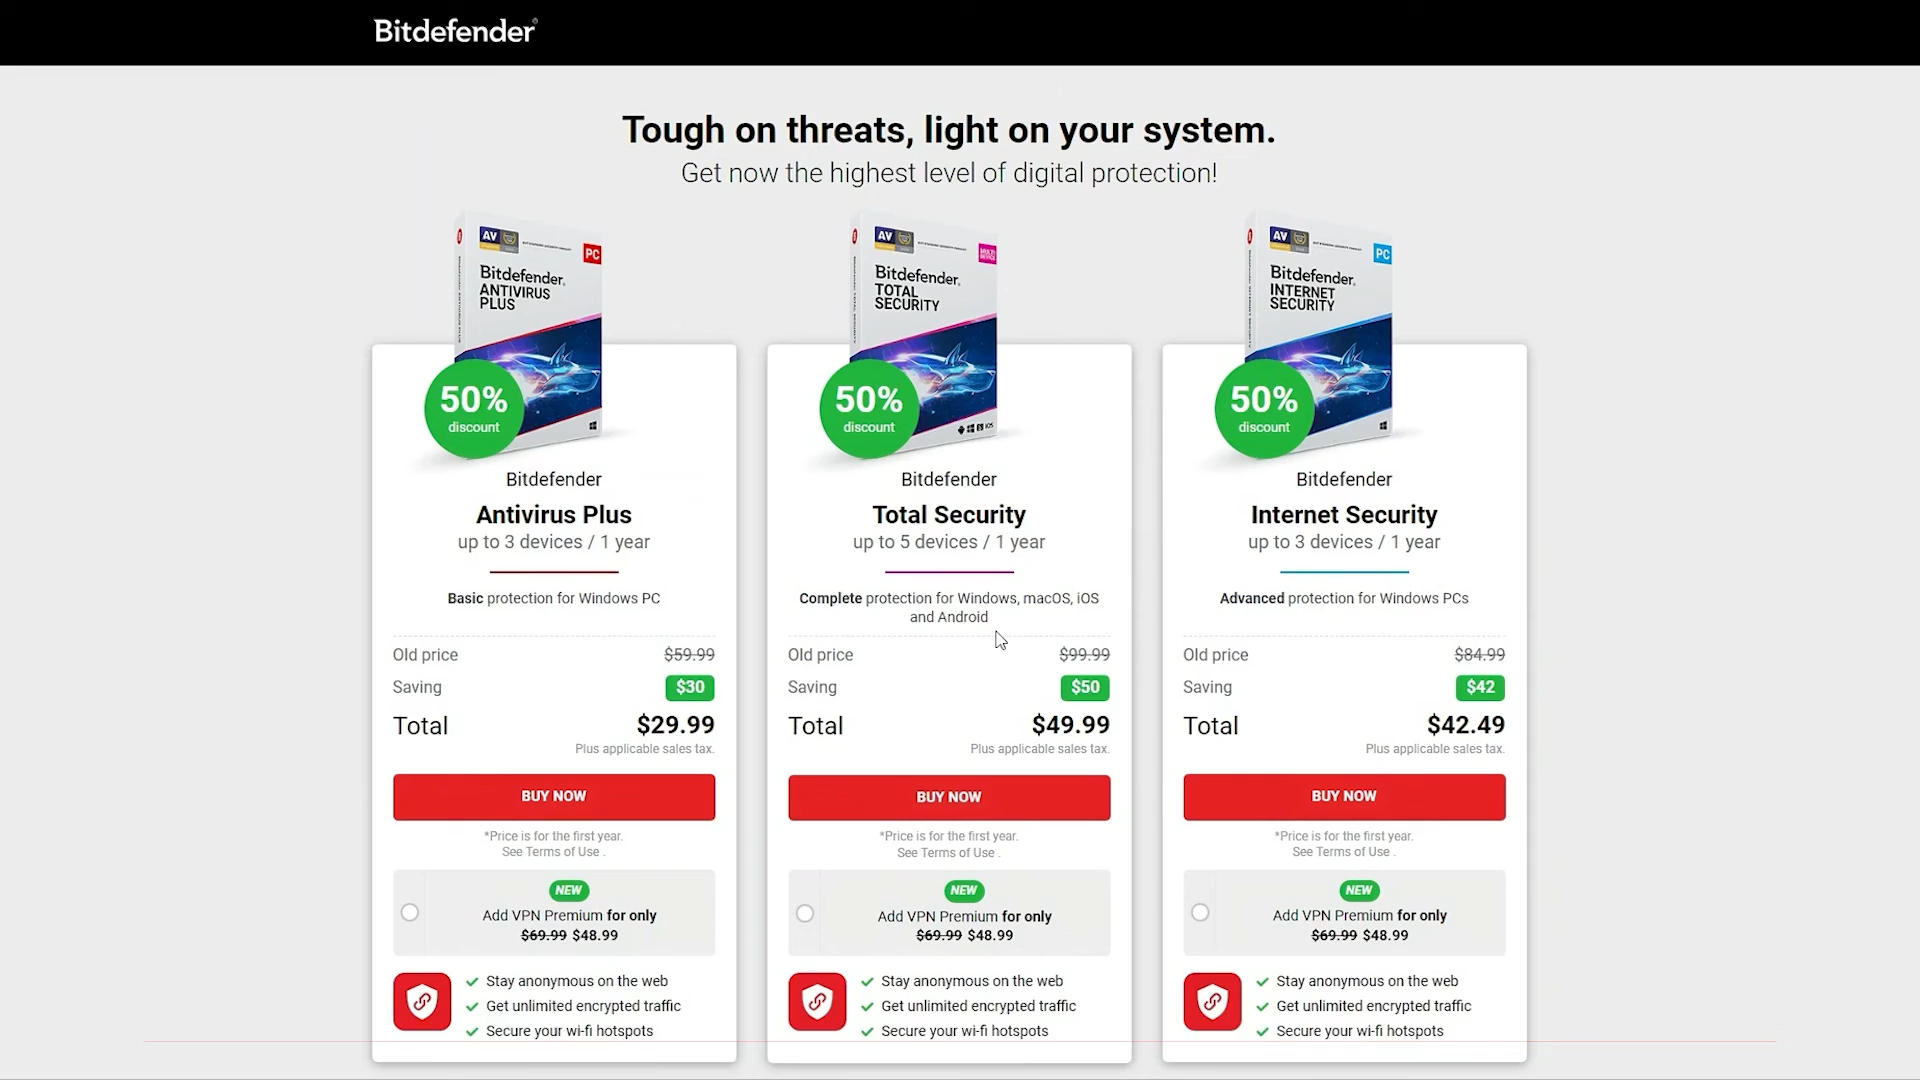 Bitdefender
Tough on threats, light on your system.
Get now the highest level of digital protection!
AV
PC
Bitdefender
ANTIVIRUS
PLUS
50%
discount
Bitdefender
Antivirus Plus
up to 3 devices / 1 year
Basic protection for Windows PC
Old price $59.99
Saving $30
Total $29.99
Plus applicable sales tax.
BUY NOW
*Price is for the first year.
See Terms of Use .
NEW
Add VPN Premium for only
$69.99 $48.99
Stay anonymous on the web
Get unlimited encrypted traffic
Secure your wi-fi hotspots
AV
MULTI
DEVICE
Bitdefender
TOTAL
SECURITY
iOS
50%
discount
Bitdefender
Total Security
up to 5 devices / 1 year
Complete protection for Windows, macOS, iOS
and Android
Old price $99.99
Saving $50
Total $49.99
Plus applicable sales tax.
BUY NOW
*Price is for the first year.
See Terms of Use .
NEW
Add VPN Premium for only
$69.99 $48.99
Stay anonymous on the web
Get unlimited encrypted traffic
Secure your wi-fi hotspots
AV
PC
Bitdefender
INTERNET
SECURITY
50%
discount
Bitdefender
Internet Security
up to 3 devices / 1 year
Advanced protection for Windows PCs
Old price $84.99
Saving $42
Total $42.49
Plus applicable sales tax.
BUY NOW
*Price is for the first year.
See Terms of Use .
NEW
Add VPN Premium for only
$69.99 $48.99
Stay anonymous on the web
Get unlimited encrypted traffic
Secure your wi-fi hotspots